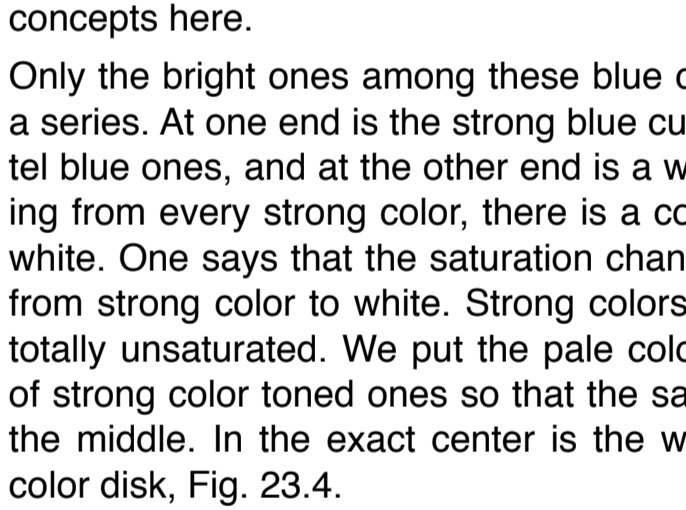 concepts here.
Only the bright ones among these blue
a series. At one end is the strong blue
tel blue ones, and at the other end is a
ing from every strong color, there is a
white. One says that the saturation
from strong color to white. Strong colors
totally unsaturated. We put the pale
of strong color toned ones so that the
the middle. In the exact center is the
color disk, Fig. 23.4.